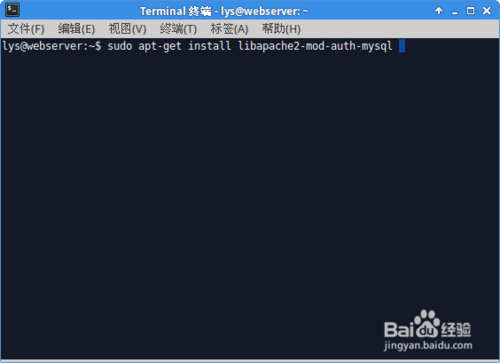 Terminal 终端 - lys@webserver: ~
文件(F) 编辑(E) 视图(V) 终端(T) 标签(A) 帮助(H)
lys@webserver:~$ sudo apt-get install libapache2-mod-auth-mysql
Bai du 经验
jingyan.baidu.com